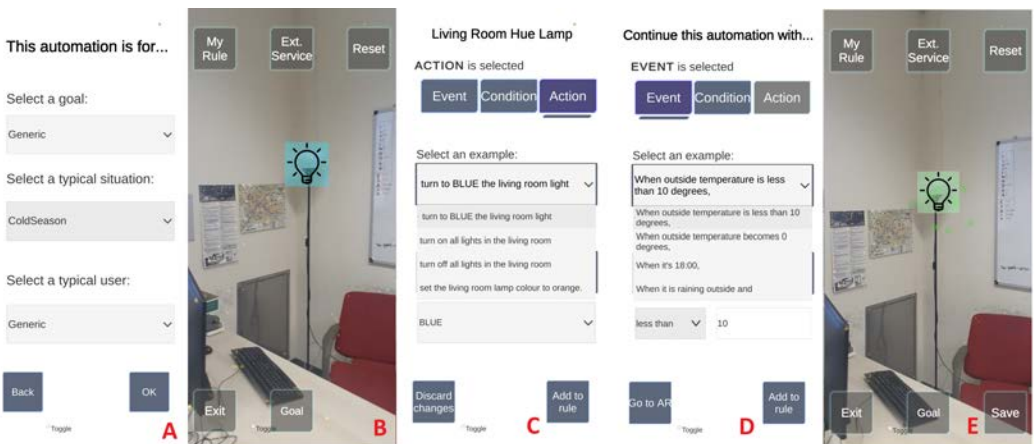 This automation is for...
Select a goal:
Generic
Select a typical situation:
ColdSeason
Select a typical user:
Generic
Back
OK
Toggle
A
My
Rule
Ext.
Service
Reset
Exit
Goal
Toggle
B
Living Room Hue Lamp
ACTION is selected
Event
Condition
Action
Select an example:
turn to BLUE the living room light
turn to BLUE the living room light
turn on all lights in the living room
turn off all lights in the living room
set the living room lamp colour to orange.
BLUE
Discard
changes
Add to
rule
Toggle
C
Continue this automation with...
EVENT is selected
Event
Condition
Action
Select an example:
When outside temperature is less
than 10 degrees,
When outside temperature is less than 10
degrees,
When outside temperature becomes 0
degrees,
When it's 18:00,
When it is raining outside and
less than
10
Go to AR
Add to
rule
Toggle
D
My
Rule
Ext.
Service
Reset
Exit
Goal
Save
Toggle
E